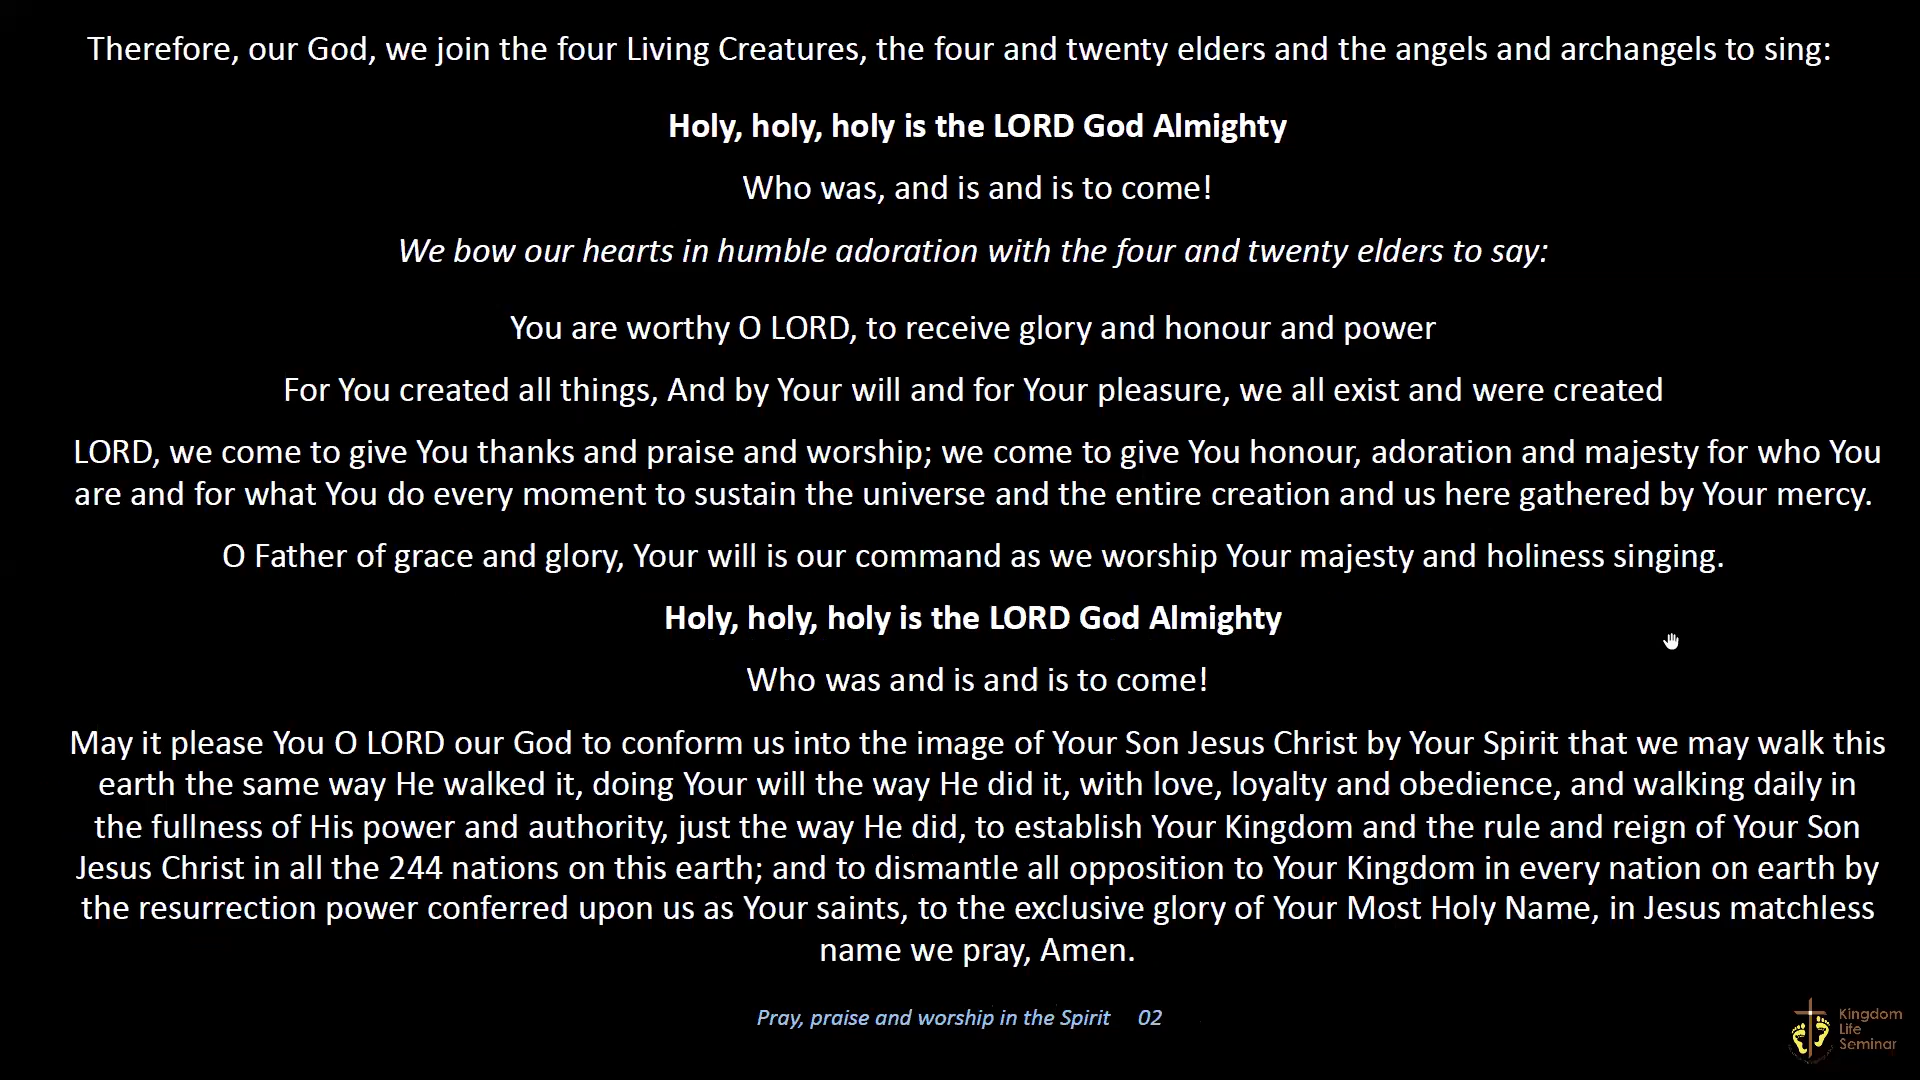 Therefore, our God, we join the four Living Creatures, the four and twenty elders and the angels and archangels to sing:
Holy, holy, holy is the LORD God Almighty
Who was, and is and is to come!
We bow our hearts in humble adoration with the four and twenty elders to say:
You are worthy O LORD, to receive glory and honour and power
For You created all things, And by Your will and for Your pleasure, we all exist and were created
LORD, we come to give You thanks and praise and worship; we come to give You honour, adoration and majesty for who You
are and for what You do every moment to sustain the universe and the entire creation and us here gathered by Your mercy.
O Father of grace and glory, Your will is our command as we worship Your majesty and holiness singing.
Holy, holy, holy is the LORD God Almighty
Who was and is and is to come!
May it please You O LORD our God to conform us into the image of Your Son Jesus Christ by Your Spirit that we may walk this
earth the same way He walked it, doing Your will the way He did it, with love, loyalty and obedience, and walking daily in
the fullness of His power and authority, just the way He did, to establish Your Kingdom and the rule and reign of Your Son
Jesus Christ in all the 244 nations on this earth; and to dismantle all opposition to Your Kingdom in every nation on earth by
the resurrection power conferred upon us as Your saints, to the exclusive glory of Your Most Holy Name, in Jesus matchless
name we pray, Amen.
Pray, praise and worship in the Spirit 02
Kingdom
Life
Seminar